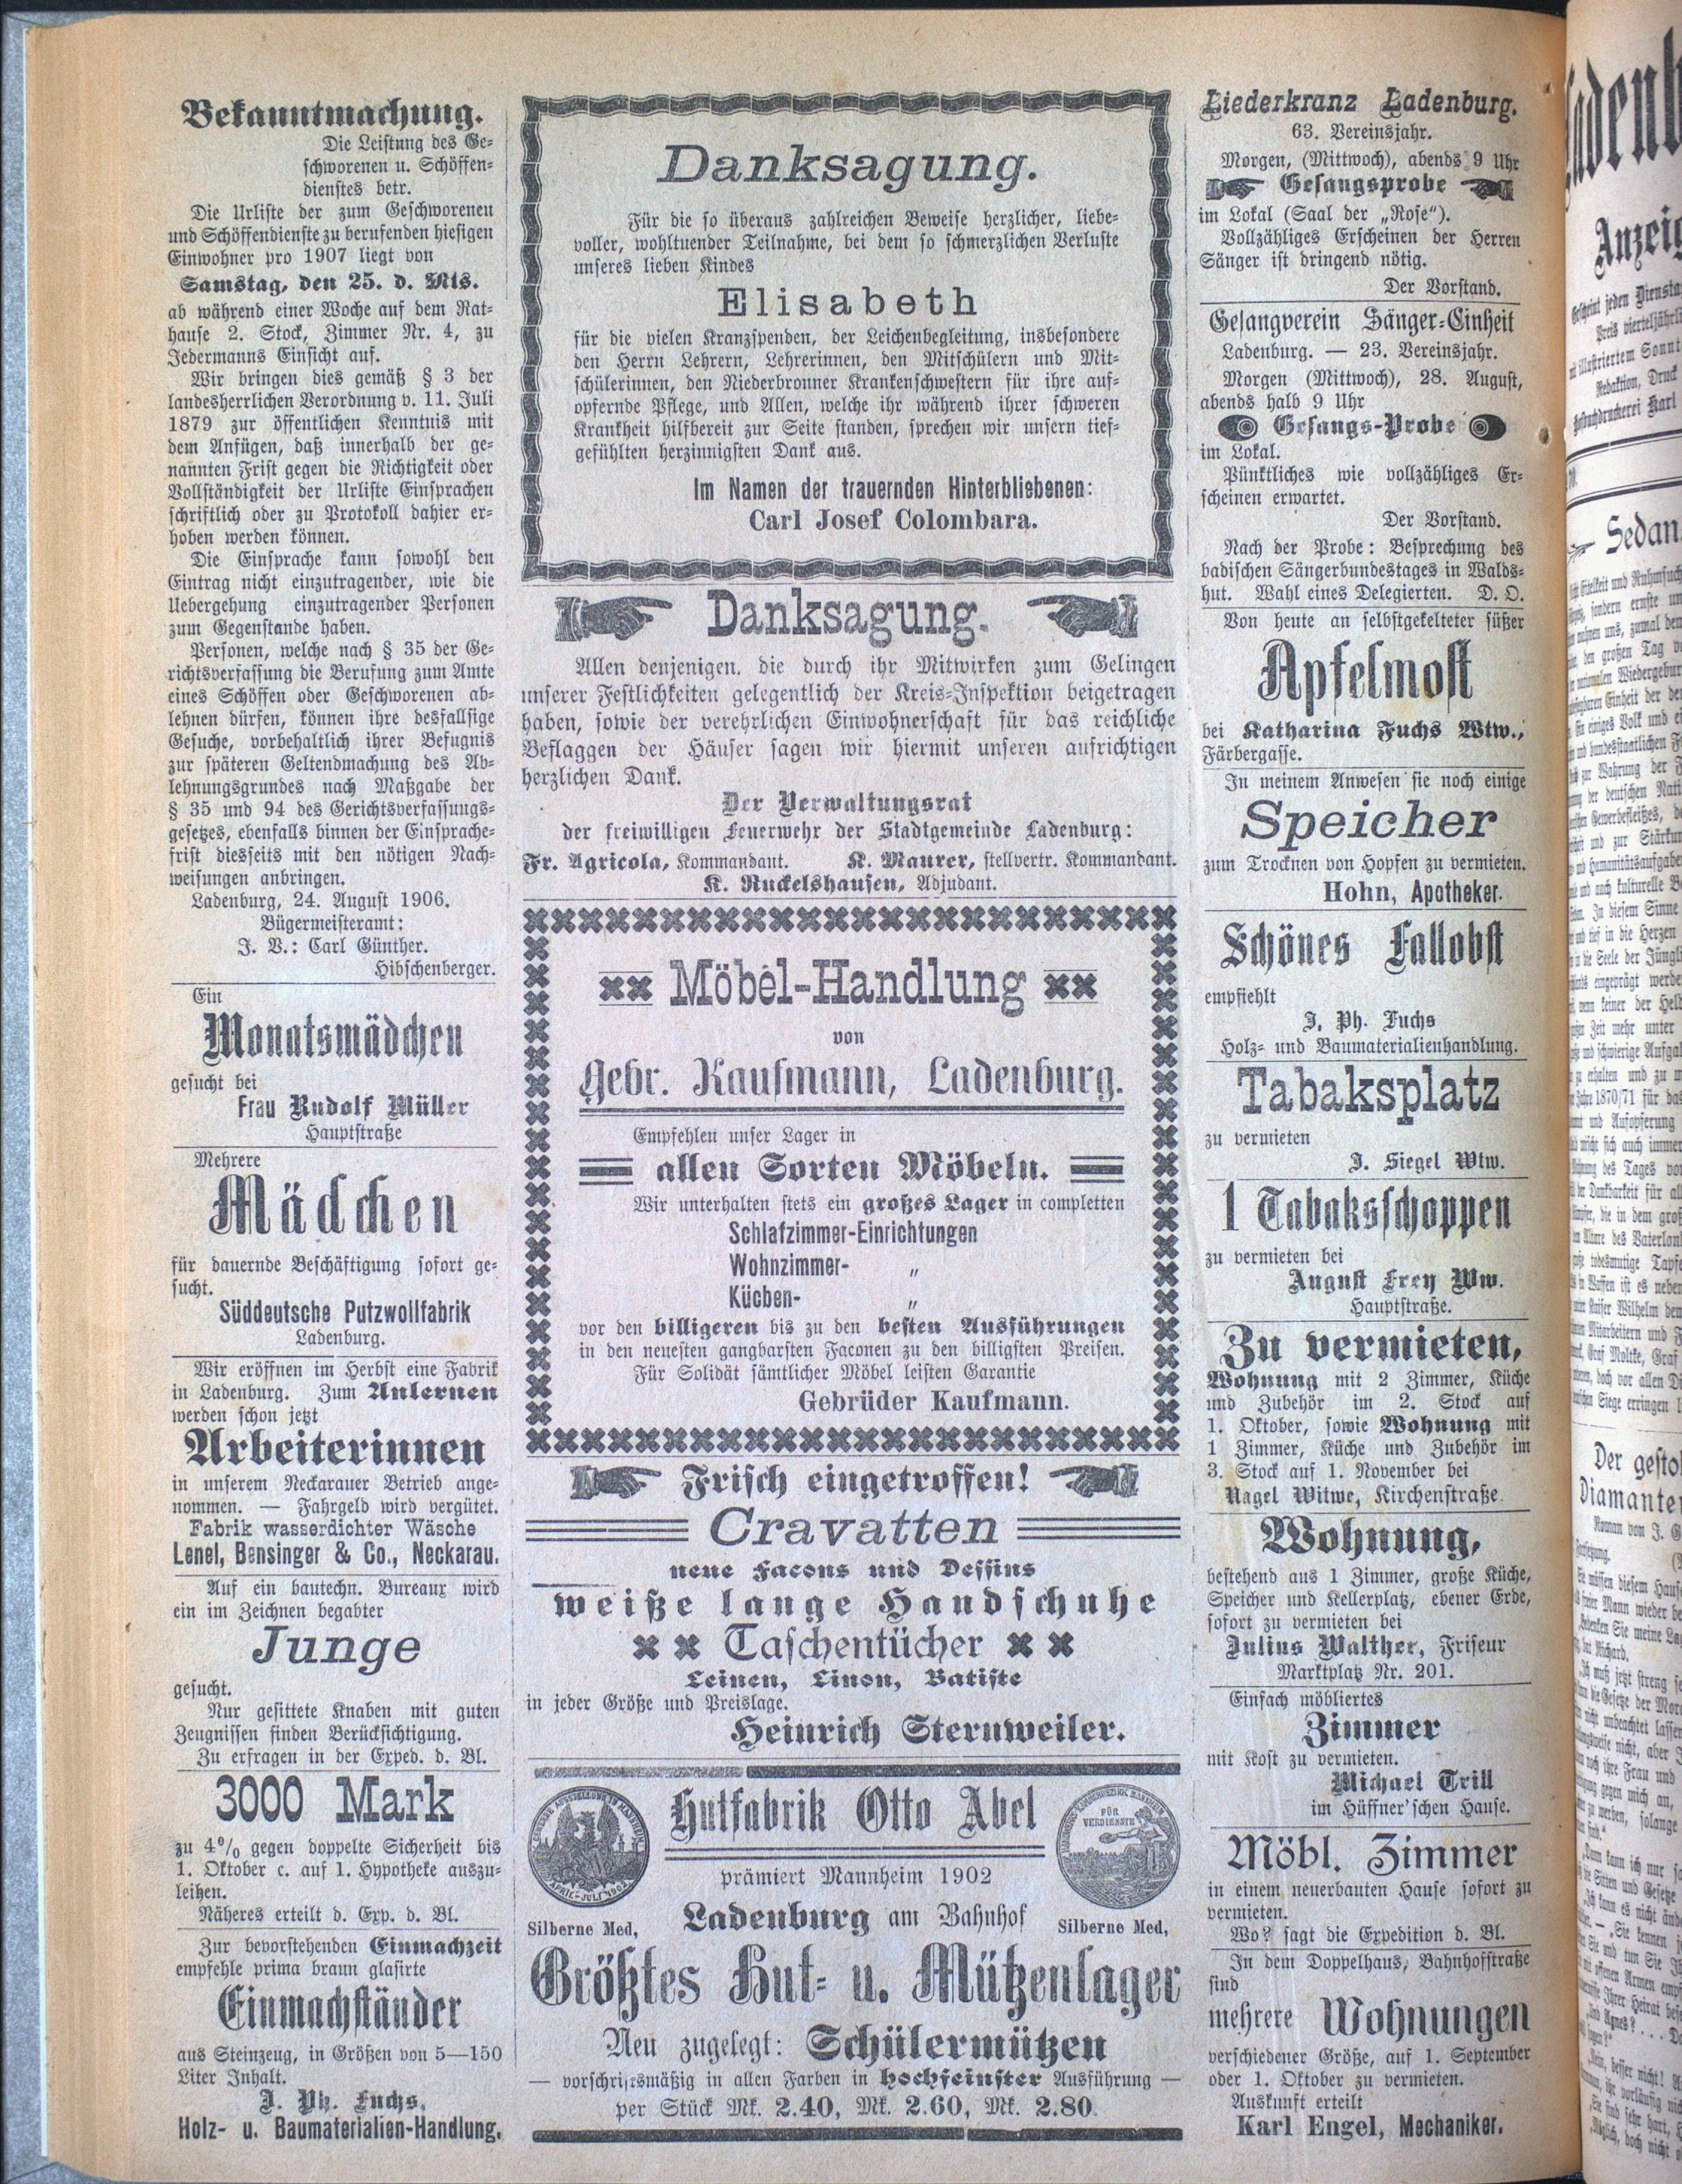 Bekanntmachung.
Die Leistung des Ge-
schworenen u. Schöffen-
dienstes betr.
Die Urliste der zum Geschworenen
und Schöffendienste zu berufenden hiesigen
Einwohner pro 1907 liegt von
Samstag, den 25. d. Mts.
ab während einer Woche auf dem Rat-
hause 2. Stock, Zimmer Nr. 4, zu
Jedermanns Einsicht auf.
Wir bringen dies gemäß § 3 der
landesherrlichen Verordnung v. 11. Juli
1879 zur öffentlichen Kenntnis mit
dem Anfügen, daß innerhalb der ge-
nannten Frist gegen die Richtigkeit oder
Vollständigkeit der Urliste Einsprachen
schriftlich oder zu Protokoll dahier er-
hoben werden können.
Die Einsprache kann sowohl den
Eintrag nicht einzutragender, wie die
Uebergehung einzutragender Personen
zum Gegenstande haben.
Personen, welche nach § 35 der Ge-
richtsverfassung die Berufung zum Amte
eines Schöffen oder Geschworenen ab-
lehnen dürfen, können ihre desfallsige
Gesuche, vorbehaltlich ihrer Befugnis
zur späteren Geltendmachung des Ab-
lehnungsgrundes nach Maßgabe der
§ 35 und 94 des Gerichtsverfassungs-
gesetzes, ebenfalls binnen der Einsprache-
frist diesseits mit den nötigen Nach-
weisungen anbringen.
Ladenburg, 24. August 1906.
Bügermeisteramt:
J. V.: Carl Günther.
Hibschenberger.
Ein
Monatsmädchen
gesucht bei
Frau Rudolf Müller
Hauptstraße
Mehrere
Mädchen
für dauernde Beschäftigung sofort ge-
sucht.
Süddeutsche Putzwollfabrik
Ladenburg.
Wir eröffnen im Herbst eine Fabrik
in Ladenburg. Zum Anlernen
werden schon jetzt
Arbeiterinnen
in unserem Neckarauer Betrieb ange-
nommen. — Fahrgeld wird vergütet.
Fabrik wasserdichter Wäsche
Lenel, Bensinger & Co., Neckarau.
Auf ein bautechn. Bureaux wird
ein im Zeichnen begabter
Junge
gesucht.
Nur gesittete Knaben mit guten
Zeugnissen finden Berücksichtigung.
Zu erfragen in der Exped. d. Bl.
3000 Mark
zu 4% gegen doppelte Sicherheit bis
1. Oktober c. auf 1. Hypotheke auszu-
leihen.
Näheres erteilt d. Exp. d. Bl.
Zur bevorstehenden Einmachzeit
empfehle prima braun glasirte
Einmachständer
aus Steinzeug, in Größen von 5—150
Liter Inhalt.
J. Ph. Fuchs,
Holz- u. Baumaterialien-Handlung.
Danksagung.
Für die so überaus zahlreichen Beweise herzlicher, liebe-
voller, wohltuender Teilnahme, bei dem so schmerzlichen Verluste
unseres lieben Kindes
Elisabeth
für die vielen Kranzspenden, der Leichenbegleitung, insbesondere
den Herrn Lehrern, Lehrerinnen, den Mitschülern und Mit-
schülerinnen, den Niederbronner Krankenschwestern für ihre auf-
opfernde Pflege, und Allen, welche ihr während ihrer schweren
Krankheit hilfbereit zur Seite standen, sprechen wir unsern tief-
gefühlten herzinnigsten Dank aus.
Im Namen der trauernden Hinterbliebenen:
Carl Josef Colombara.
Danksagung.
Allen denjenigen, die durch ihr Mitwirken zum Gelingen
unserer Festlichkeiten gelegentlich der Kreis-Inspektion beigetragen
haben, sowie der verehrlichen Einwohnerschaft für das reichliche
Beflaggen der Häuser sagen wir hiermit unseren aufrichtigen
herzlichen Dank.
Der Verwaltungsrat
der freiwilligen Feuerwehr der Stadtgemeinde Ladenburg:
Fr. Agricola, Kommandant. K. Maurer, stellvertr. Kommandant.
K. Ruckelshausen, Adjudant.
Möbel-Handlung
von
Gebr. Kaufmann, Ladenburg.
Empfehlen unser Lager in
allen Sorten Möbeln.
Wir unterhalten stets ein großes Lager in completten
Schlafzimmer-Einrichtungen
Wohnzimmer- „
Küchen- „
vor den billigeren bis zu den besten Ausführungen
in den neuesten gangbarsten Faconen zu den billigsten Preisen.
Für Solidät sämtlicher Möbel leisten Garantie
Gebrüder Kaufmann.
Frisch eingetroffen!
Cravatten
neue Facons und Dessins
weiße lange Handschuhe
Taschentücher
Leinen, Linon, Batiste
in jeder Größe und Preislage.
Heinrich Sternweiler.
Hutfabrik Otto Abel
prämiert Mannheim 1902
FÜR
VERDIENSTE
APRIL-JULI 1902
Silberne Med,
Ladenburg am Bahnhof
Silberne Med,
Größtes Hut- u. Mützenlager
Neu zugelegt: Schülermützen
— vorschriftsmäßig in allen Farben in hochfeinster Ausführung —
per Stück Mk. 2.40, Mk. 2.60, Mk. 2.80
Liederkranz Ladenburg.
63. Vereinsjahr.
Morgen, (Mittwoch), abends 9 Uhr
Gesangsprobe
im Lokal (Saal der „Rose").
Vollzähliges Erscheinen der Herren
Sänger ist dringend nötig.
Der Vorstand.
Gesangverein Sänger-Einheit
Ladenburg. — 23. Vereinsjahr.
Morgen (Mittwoch), 28. August,
abends halb 9 Uhr
Gesangs-Probe
im Lokal.
Pünktliches wie vollzähliges Er-
scheinen erwartet.
Der Vorstand.
Nach der Probe: Besprechung des
badischen Sängerbundestages in Walds-
hut. Wahl eines Delegierten. D. O.
Von heute an selbstgekelteter süßer
Apfelmost
bei Katharina Fuchs Wtw.,
Färbergasse.
In meinem Anwesen sie noch einige
Speicher
zum Trocknen von Hopfen zu vermieten.
Hohn, Apotheker.
Schönes Fallobst
empfiehlt
J. Ph. Fuchs
Holz- und Baumaterialienhandlung.
Tabaksplatz
zu vermieten
J. Siegel Wtw.
1 Tabaksschoppen
zu vermieten bei
August Frey Ww.
Hauptstraße.
Zu vermieten,
Wohnung mit 2 Zimmer, Küche
und Zubehör im 2. Stock auf
1. Oktober, sowie Wohnung mit
1 Zimmer, Küche und Zubehör im
3. Stock auf 1. November bei
Nagel Witwe, Kirchenstraße.
Wohnung,
bestehend aus 1 Zimmer, große Küche,
Speicher und Kellerplatz, ebener Erde,
sofort zu vermieten bei
Julius Walther, Friseur
Marktplatz Nr. 201.
Einfach möbliertes
Zimmer
mit Kost zu vermieten.
Michael Trill
im Hüffner'schen Hause.
Möbl. Zimmer
in einem neuerbauten Hause sofort zu
vermieten.
Wo? sagt die Expedition d. Bl.
In dem Doppelhaus, Bahnhofstraße
sind
mehrere Wohnungen
verschiedener Größe, auf 1. September
oder 1. Oktober zu vermieten.
Auskunft erteilt
Karl Engel, Mechaniker.
Anzeig
Sedan
Der gesto
Diamante
Roman von J.